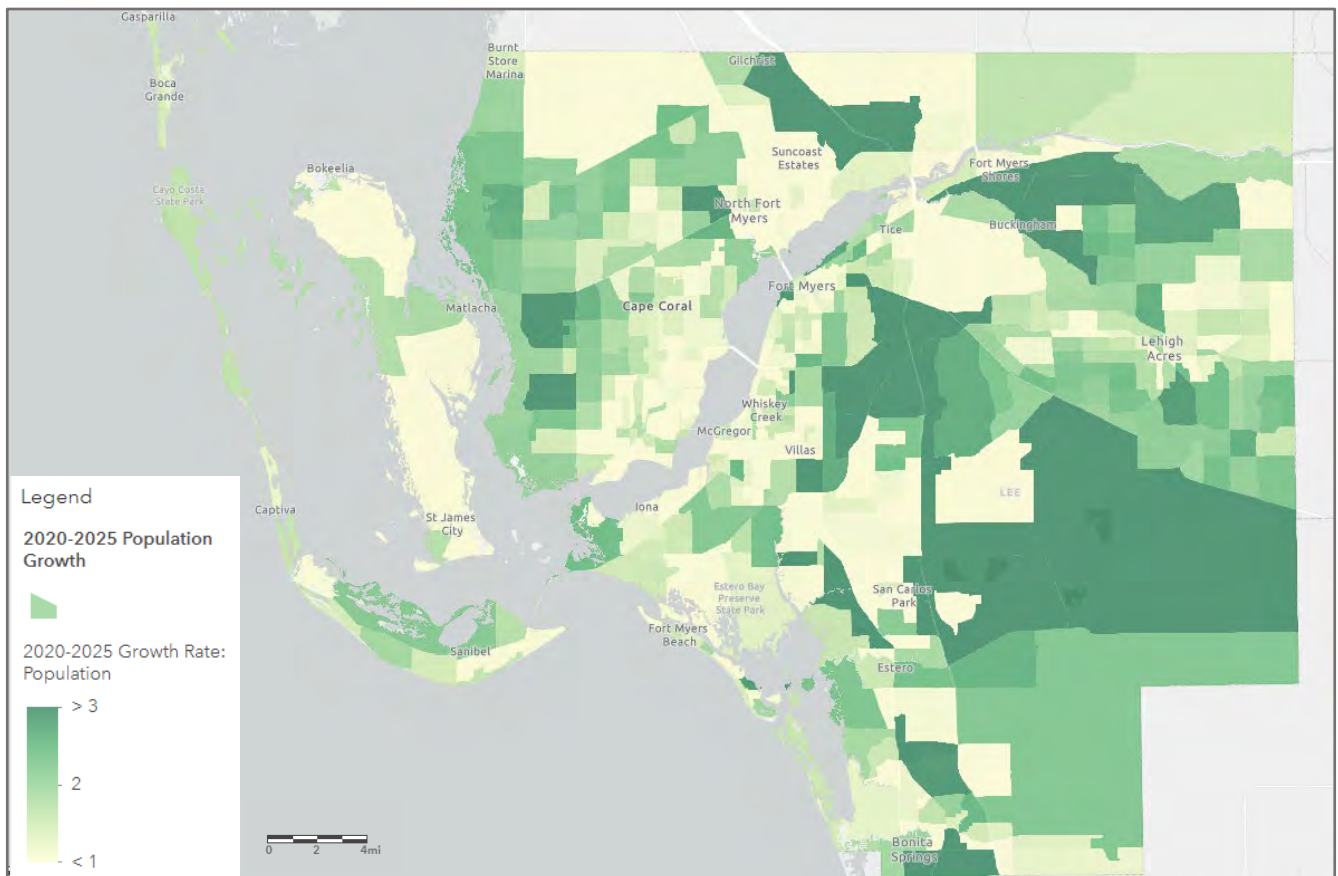 Gasparilla
Boca
Grande
Burnt
Store
Marina
Gilchrist
Bokeelia
Cayo Costa
State Park
Suncoast
Estates
North Fort
Myers
Fort Myers
Shores
Tice
Buckingham
Matlacha
Cape Coral
Fort Myers
Lehigh
Acres
Whiskey
Creek
McGregor
Villas
LEE
Captiva
St James
City
Iona
Estero Bay
Preserve
State Park
San Carlos
Park
Sanibel
Fort Myers
Beach
Estero
Bonita
Springs
Legend
2020-2025 Population
Growth
2020-2025 Growth Rate:
Population
> 3
2
< 1
0 2 4mi